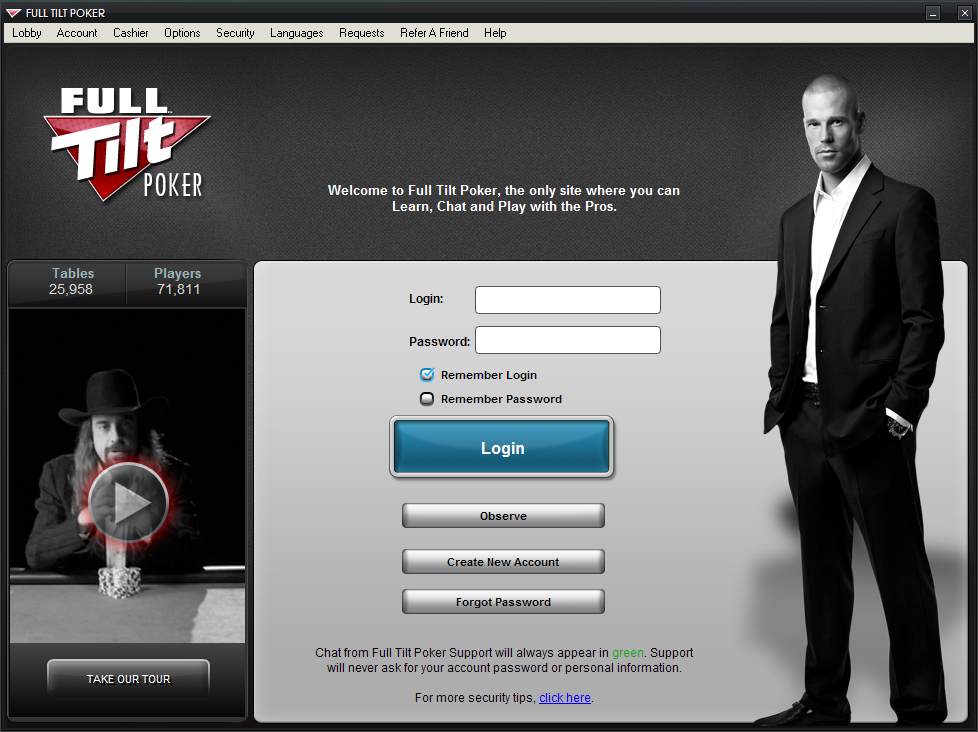 FULL TILT POKER
Lobby Account Cashier Options Security Languages Requests Refer A Friend Help
FULL
Tilt
POKER
Welcome to Full Tilt Poker, the only site where you can
Learn, Chat and Play with the Pros.
Tables Players
25,958 71,811
Login:
Password:
Remember Login
Remember Password
Login
Observe
Create New Account
Forgot Password
Chat from Full Tilt Poker Support will always appear in green. Support
will never ask for your account password or personal information.
For more security tips, click here.
TAKE OUR TOUR